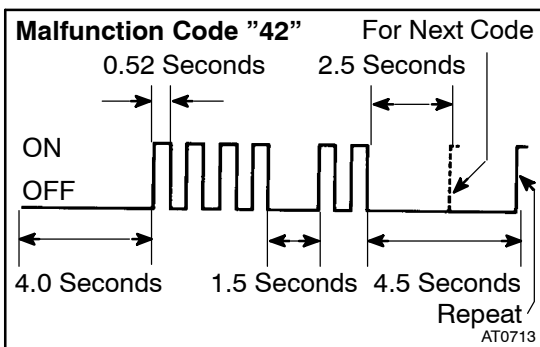 Malfunction Code ”42” For Next Code
0.52 Seconds 2.5 Seconds
ON
OFF
4.0 Seconds 1.5 Seconds 4.5 Seconds
Repeat
AT0713